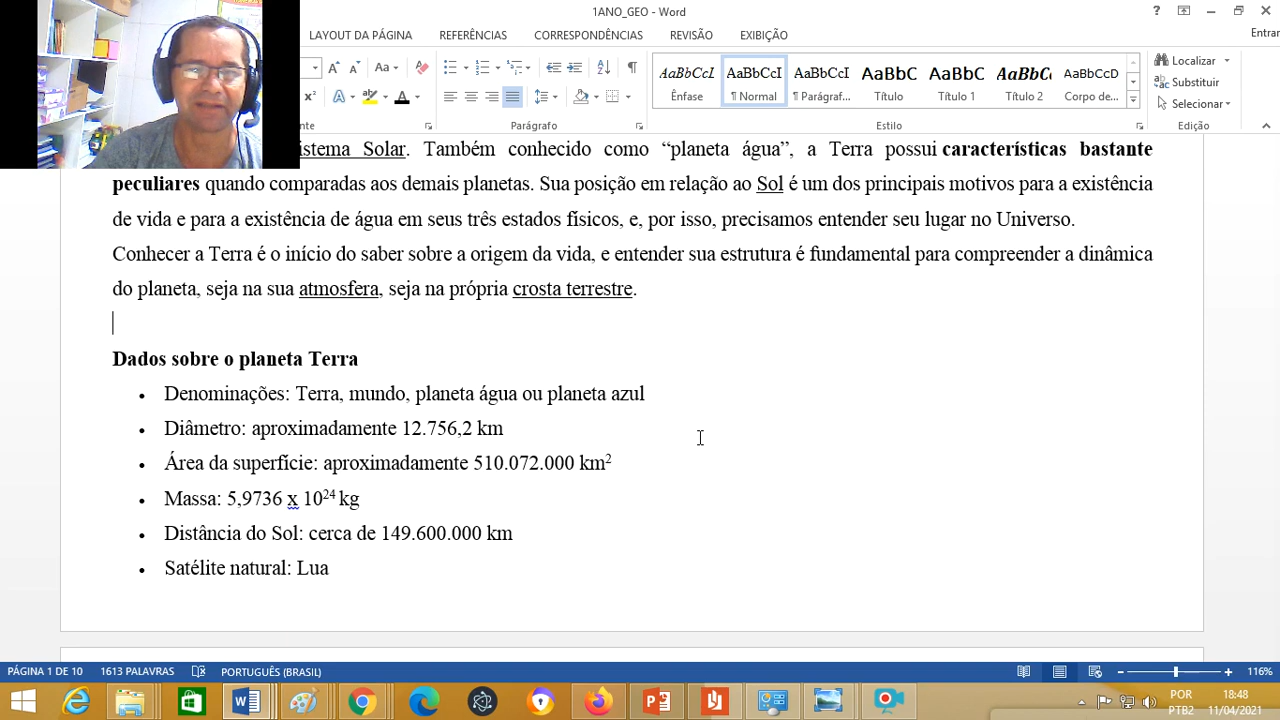 1ANO_GEO - Word
?
Entrar
LAYOUT DA PÁGINA REFERÊNCIAS CORRESPONDÊNCIAS REVISÃO EXIBIÇÃO
Aa
AaBbCcI AaBbCcI AaBbCcI AaBbC AaBbC AaBbCc AaBbCcD
Ênfase ¶ Normal ¶ Parágraf... Título Título 1 Título 2 Corpo de...
Localizar
Substituir
Selecionar
Parágrafo Estilo Edição
istema Solar. Também conhecido como “planeta água”, a Terra possui características bastante
peculiares quando comparadas aos demais planetas. Sua posição em relação ao Sol é um dos principais motivos para a existência
de vida e para a existência de água em seus três estados físicos, e, por isso, precisamos entender seu lugar no Universo.
Conhecer a Terra é o início do saber sobre a origem da vida, e entender sua estrutura é fundamental para compreender a dinâmica
do planeta, seja na sua atmosfera, seja na própria crosta terrestre.
Dados sobre o planeta Terra
• Denominações: Terra, mundo, planeta água ou planeta azul
• Diâmetro: aproximadamente 12.756,2 km
• Área da superfície: aproximadamente 510.072.000 km²
• Massa: 5,9736 x 10²⁴ kg
• Distância do Sol: cerca de 149.600.000 km
• Satélite natural: Lua
PÁGINA 1 DE 10 1613 PALAVRAS PORTUGUÊS (BRASIL) 116%
POR 18:48
PTB2 11/04/2021